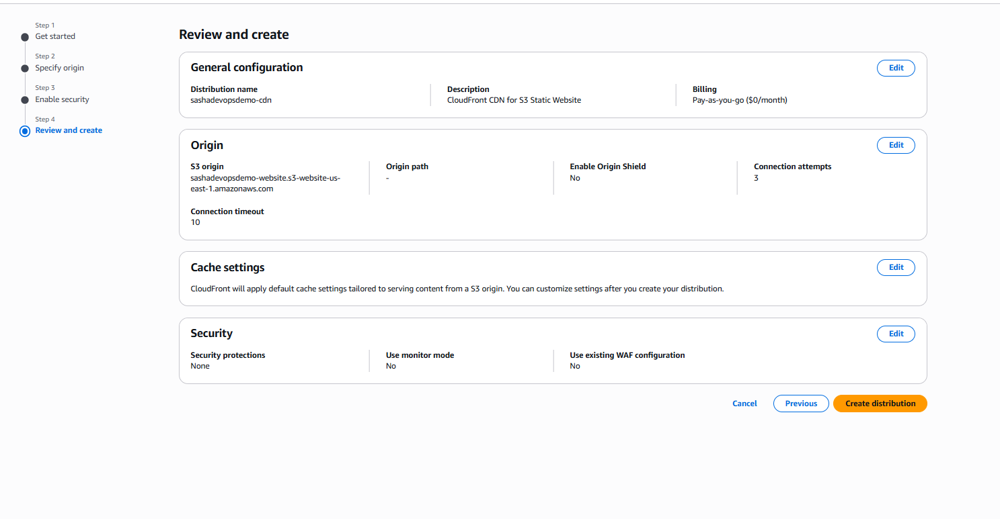 Step 1
Get started
Step 2
Specify origin
Step 3
Enable security
Step 4
Review and create
Review and create
General configuration
Edit
Distribution name
sashadevopsdemo-cdn
Description
CloudFront CDN for S3 Static Website
Billing
Pay-as-you-go ($0/month)
Origin
Edit
S3 origin
sashadevopsdemo-website.s3-website-us-
east-1.amazonaws.com
Origin path
-
Enable Origin Shield
No
Connection attempts
3
Connection timeout
10
Cache settings
Edit
CloudFront will apply default cache settings tailored to serving content from a S3 origin. You can customize settings after you create your distribution.
Security
Edit
Security protections
None
Use monitor mode
No
Use existing WAF configuration
No
Cancel
Previous
Create distribution